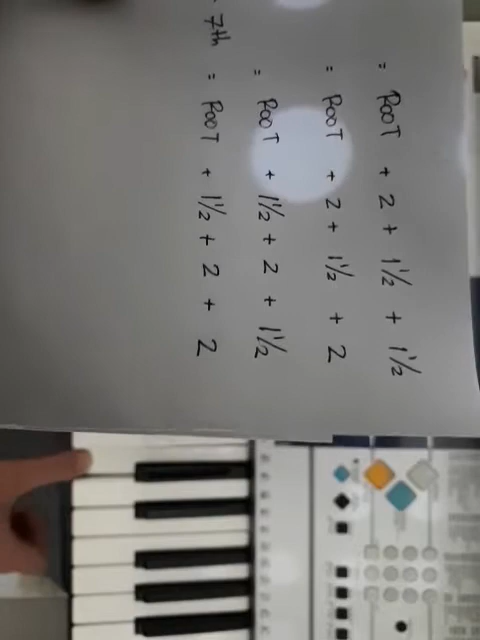 = ROOT + 2 + 1½ + 1½
= ROOT + 2 + 1½ + 2
= ROOT + 1½ + 2 + 1½
7th = ROOT + 1½ + 2 + 2